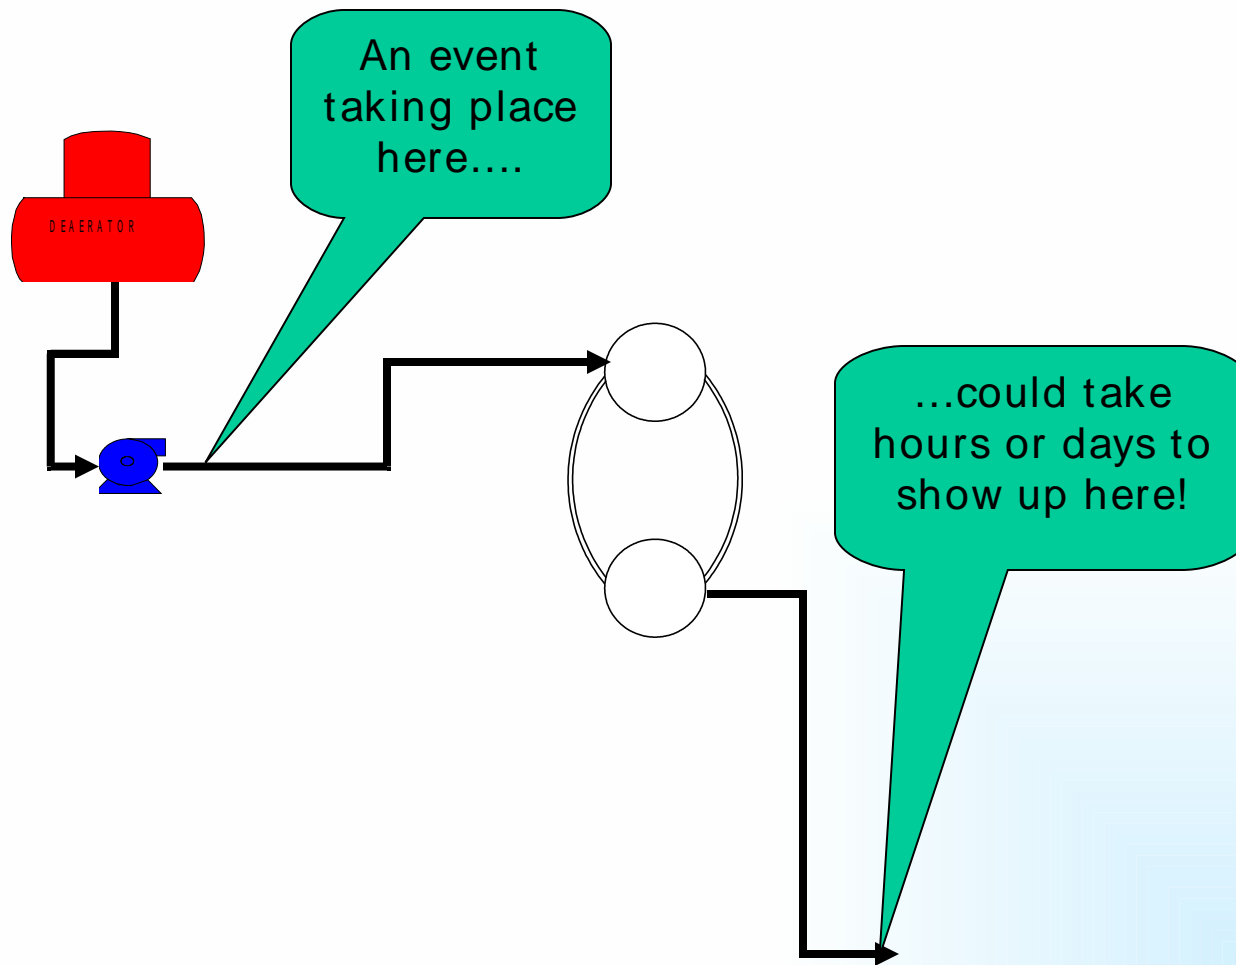 An event
taking place
here....
DEAERATOR
...could take
hours or days to
show up here!